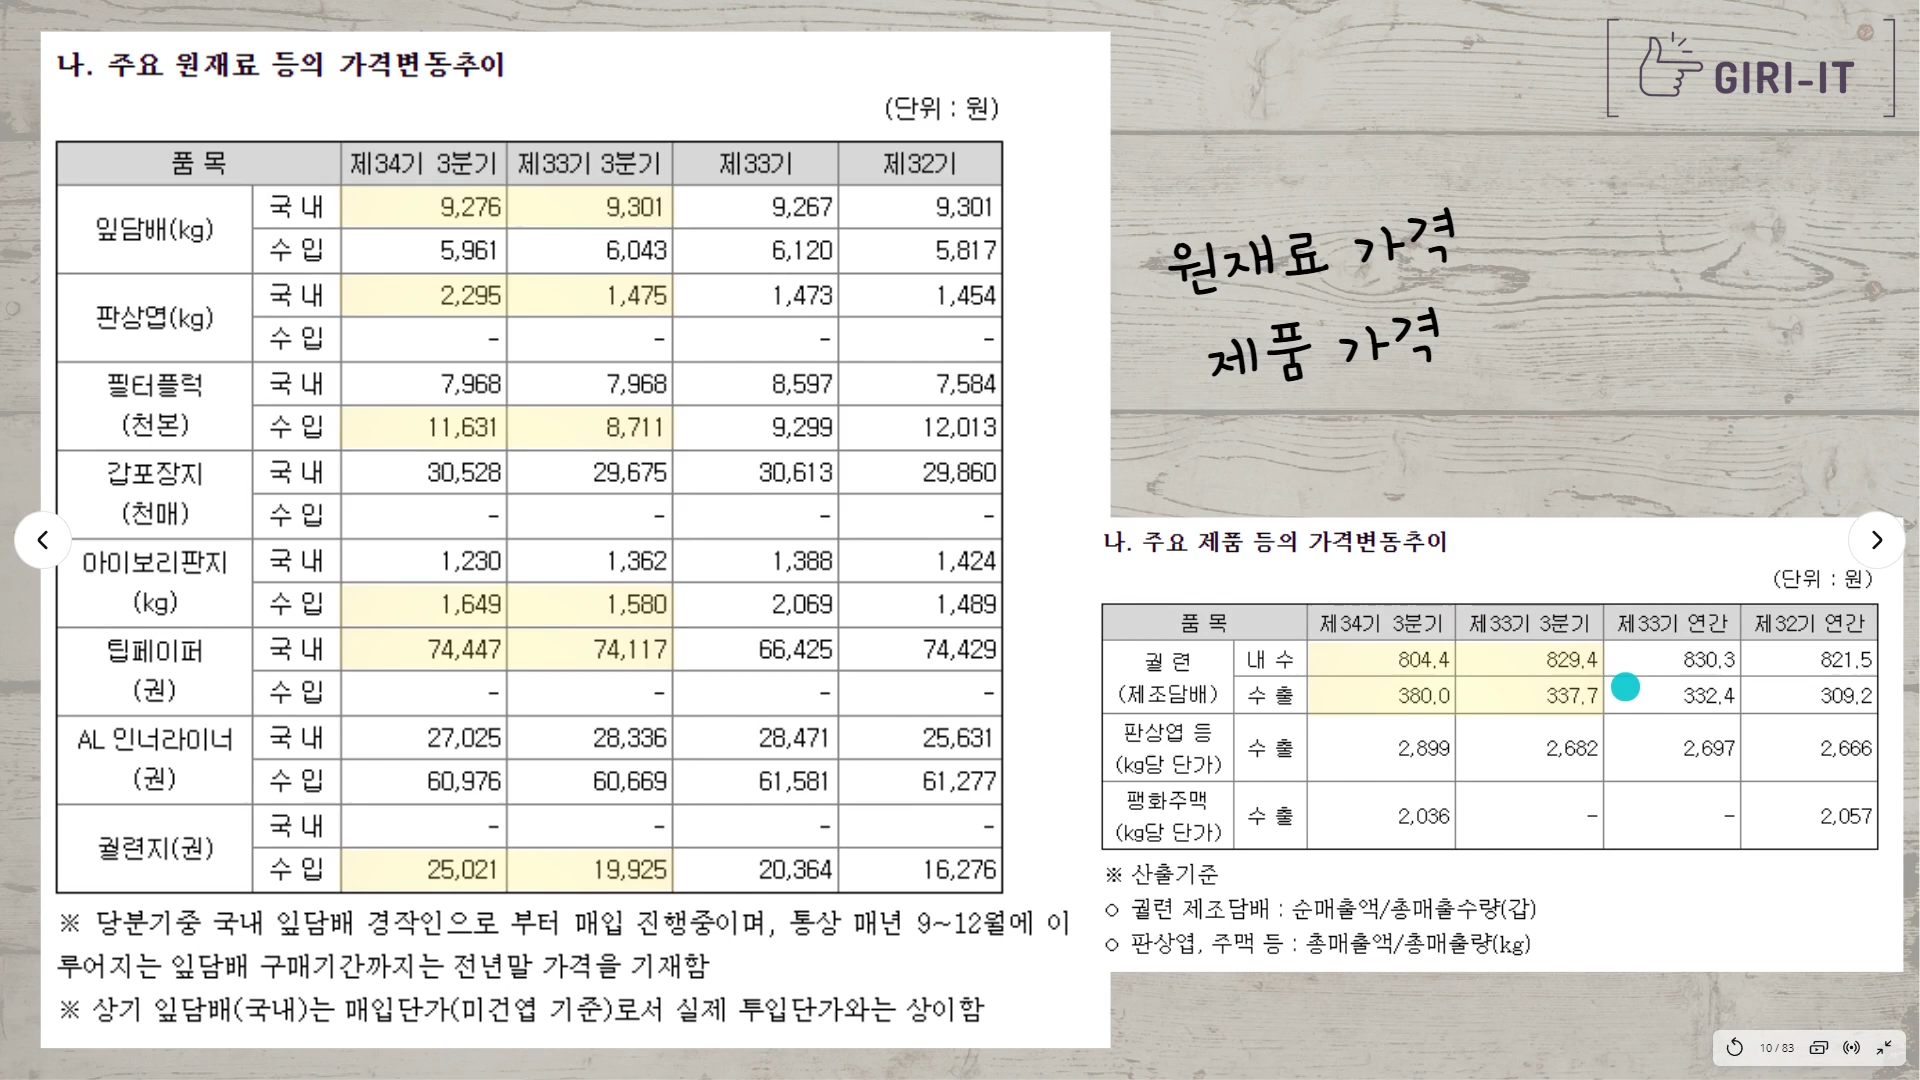 나. 주요 원재료 등의 가격변동추이
(단위 : 원)
품 목 제34기 3분기 제33기 3분기 제33기 제32기
잎담배(kg) 국 내 9,276 9,301 9,267 9,301
수 입 5,961 6,043 6,120 5,817
판상엽(kg) 국 내 2,295 1,475 1,473 1,454
수 입 - - - -
필터플럭 (천본) 국 내 7,968 7,968 8,597 7,584
수 입 11,631 8,711 9,299 12,013
갑포장지 (천매) 국 내 30,528 29,675 30,613 29,860
수 입 - - - -
아이보리판지 (kg) 국 내 1,230 1,362 1,388 1,424
수 입 1,649 1,580 2,069 1,489
팁페이퍼 (권) 국 내 74,447 74,117 66,425 74,429
수 입 - - - -
AL 인너라이너 (권) 국 내 27,025 28,336 28,471 25,631
수 입 60,976 60,669 61,581 61,277
궐련지(권) 국 내 - - - -
수 입 25,021 19,925 20,364 16,276
※ 당분기중 국내 잎담배 경작인으로 부터 매입 진행중이며, 통상 매년 9~12월에 이
루어지는 잎담배 구매기간까지는 전년말 가격을 기재함
※ 상기 잎담배(국내)는 매입단가(미건엽 기준)로서 실제 투입단가와는 상이함
GIRI-IT
원재료 가격
제품 가격
나. 주요 제품 등의 가격변동추이
(단위 : 원)
품 목 제34기 3분기 제33기 3분기 제33기 연간 제32기 연간
궐 련 (제조담배) 내 수 804.4 829.4 830.3 821.5
수 출 380.0 337.7 332.4 309.2
판상엽 등 (kg당 단가) 수 출 2,899 2,682 2,697 2,666
팽화주맥 (kg당 단가) 수 출 2,036 - - 2,057
※ 산출기준
○ 궐련 제조담배 : 순매출액/총매출수량(갑)
○ 판상엽, 주맥 등 : 총매출액/총매출량(kg)
10 / 83